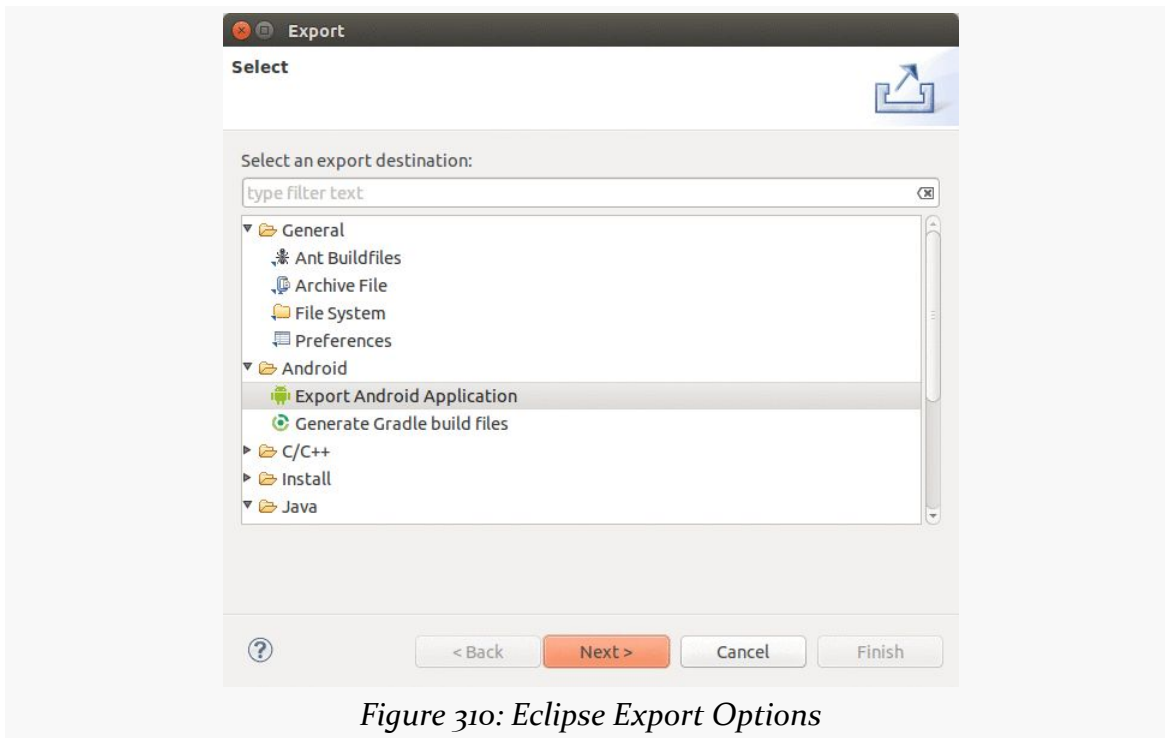 Export
Select
Select an export destination:
type filter text
General
Ant Buildfiles
Archive File
File System
Preferences
Android
Export Android Application
Generate Gradle build files
C/C++
Install
Java
?
< Back
Next >
Cancel
Finish
Figure 310: Eclipse Export Options